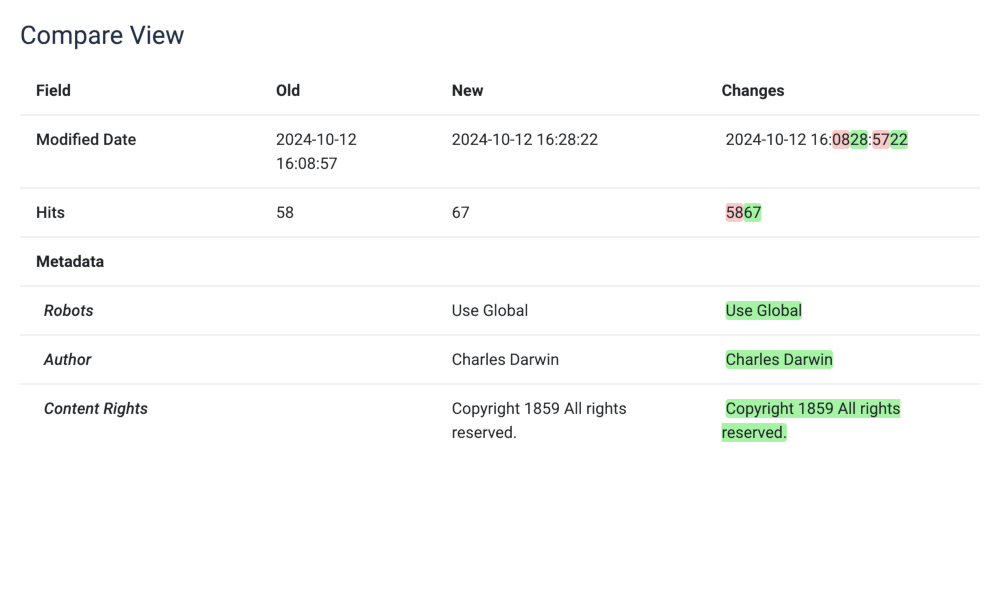 Compare View
Field Old New Changes
Modified Date 2024-10-12 2024-10-12 16:28:22 2024-10-12 16:0828:5722
16:08:57
Hits 58 67 5867
Metadata
Robots Use Global Use Global
Author Charles Darwin Charles Darwin
Content Rights Copyright 1859 All rights Copyright 1859 All rights
reserved. reserved.